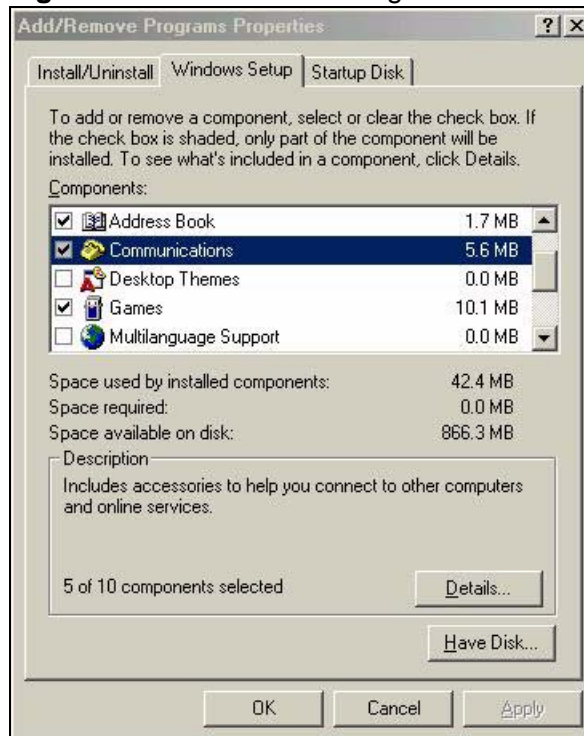 Add/Remove Programs Properties
Install/Uninstall Windows Setup Startup Disk
To add or remove a component, select or clear the check box. If
the check box is shaded, only part of the component will be
installed. To see what's included in a component, click Details.
Components:
Address Book 1.7 MB
Communications 5.6 MB
Desktop Themes 0.0 MB
Games 10.1 MB
Multilanguage Support 0.0 MB
Space used by installed components: 42.4 MB
Space required: 0.0 MB
Space available on disk: 866.3 MB
Description
Includes accessories to help you connect to other computers
and online services.
5 of 10 components selected Details...
Have Disk...
OK Cancel Apply